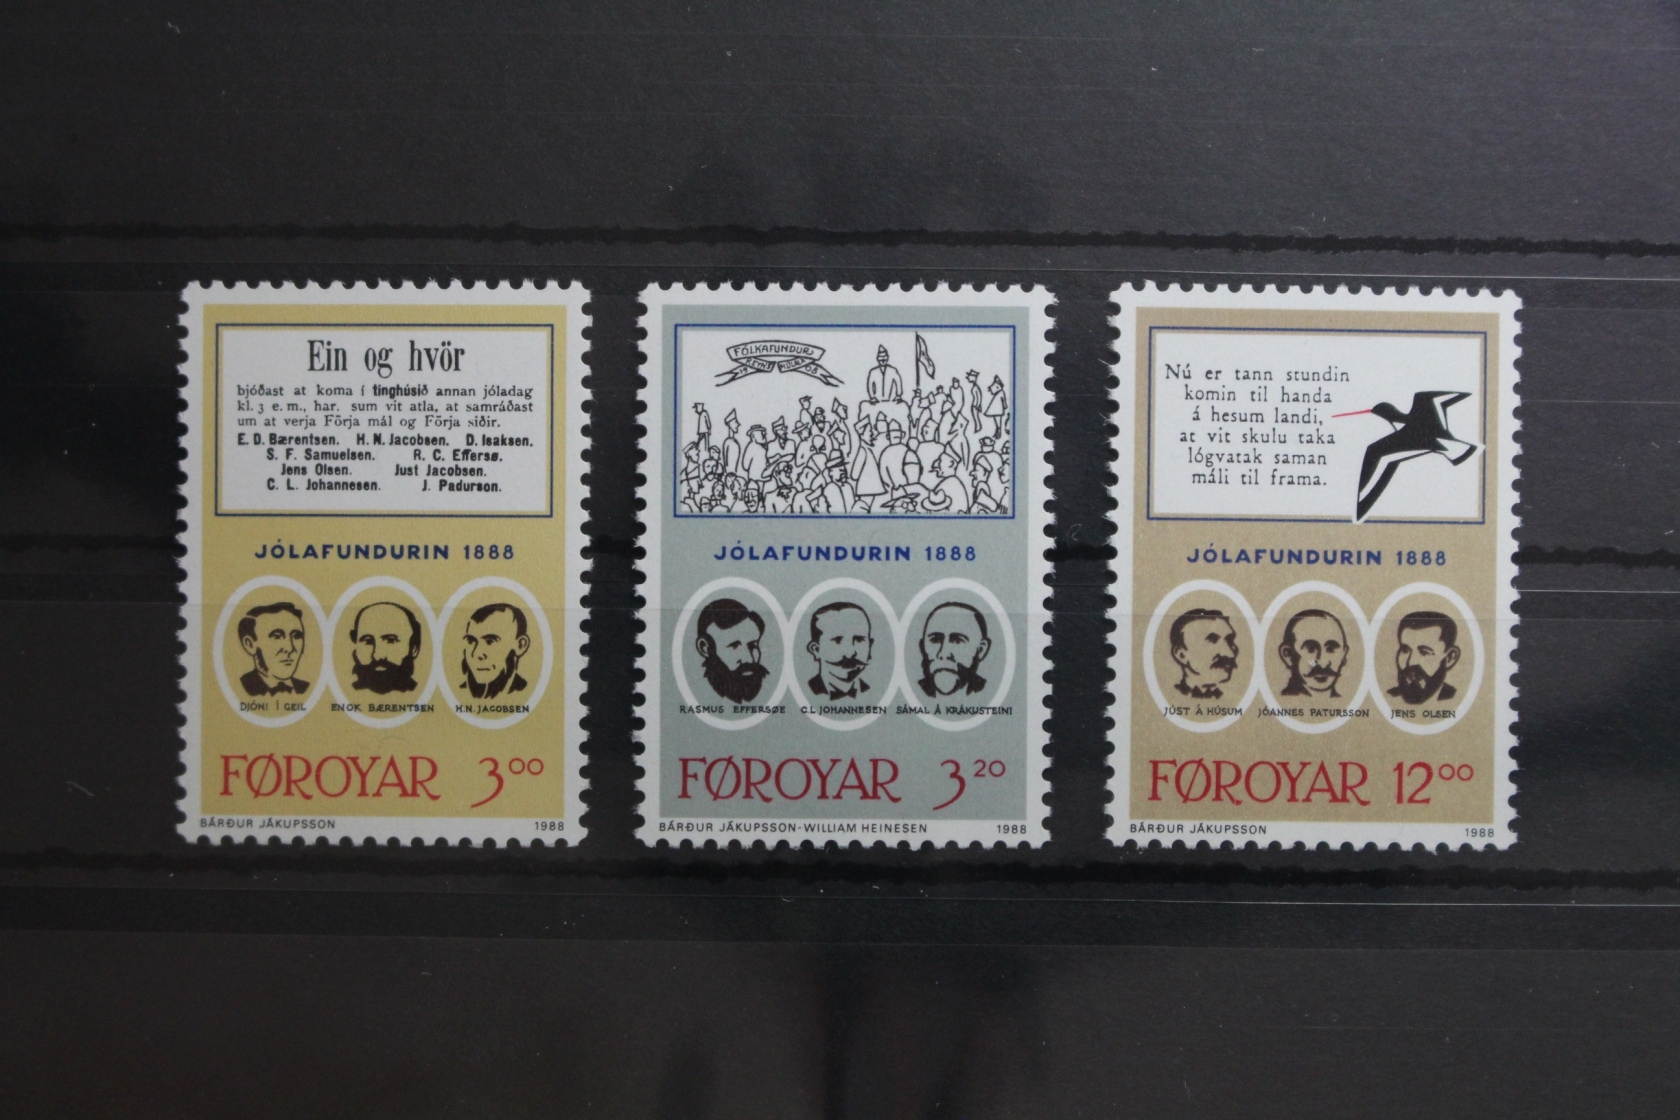 Ein og hvör
bjóðast at koma í tinghúsið annan jóladag
kl. 3 e. m., har. sum vit atla, at samráðast
um at verja Förja mál og Förja siðir.
E. D. Bærentsen. H. N. Jacobsen. D. Isaksen.
S. F. Samuelsen. R. C. Effersø.
Jens Olsen. Just Jacobsen.
C. L. Johannesen. J. Padurson.
JÓLAFUNDURIN 1888
DJÓNI Í GEIL ENOK BÆRENTSEN H.N. JACOBSEN
FØROYAR 300
BÁRÐUR JÁKUPSSON 1988
FÓLKAFUNDUR
JÓLAFUNDURIN 1888
RASMUS EFFERSØE C.L. JOHANNESEN SÁMAL Á KRÁKUSTEINI
FØROYAR 320
BÁRÐUR JÁKUPSSON·WILLIAM HEINESEN 1988
Nú er tann stundin
komin til handa
á hesum landi,
at vit skulu taka
lógvatak saman
máli til frama.
JÓLAFUNDURIN 1888
JÚST Á HÚSUM JÓANNES PATURSSON JENS OLSEN
FØROYAR 1200
BÁRÐUR JÁKUPSSON 1988